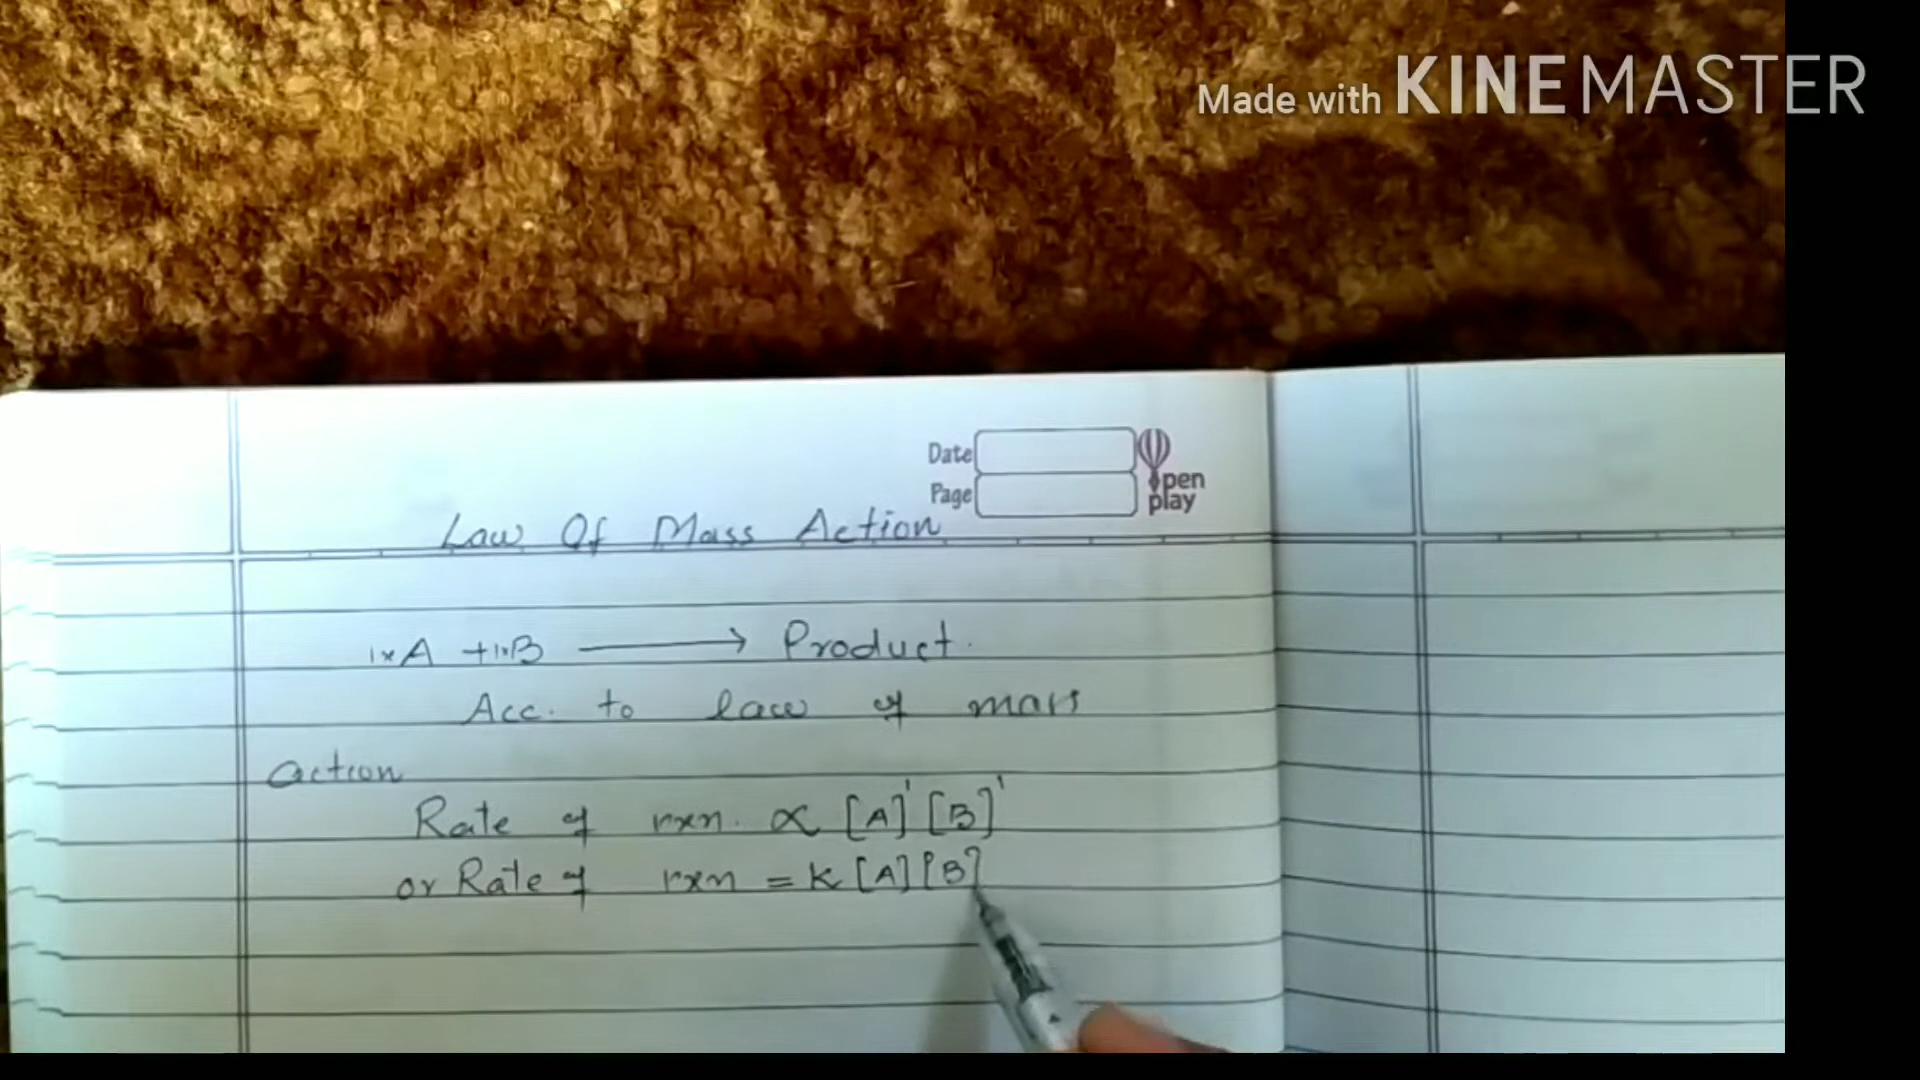 Made with KINEMASTER
Date
Page
pen
play
Law Of Mass Action
1×A +1×B ⟶ Product.
Acc. to law of mass
action
Rate of rxn. ∝ [A]¹ [B]¹
or Rate of rxn = K [A] [B]